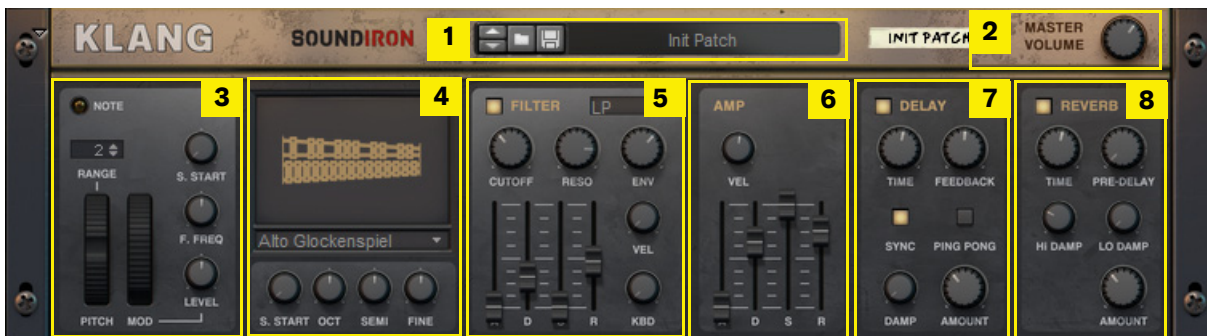 KLANG
SOUNDIRON
1
Init Patch
INIT PATCH
2
MASTER
VOLUME
3
NOTE
2
RANGE
S. START
F. FREQ
LEVEL
PITCH MOD
4
Alto Glockenspiel
S. START OCT SEMI FINE
FILTER
LP
5
CUTOFF RESO ENV
VEL
D R KBD
AMP
6
VEL
D S R
DELAY
7
TIME FEEDBACK
SYNC PING PONG
DAMP AMOUNT
REVERB
8
TIME PRE-DELAY
Hi DAMP LO DAMP
AMOUNT